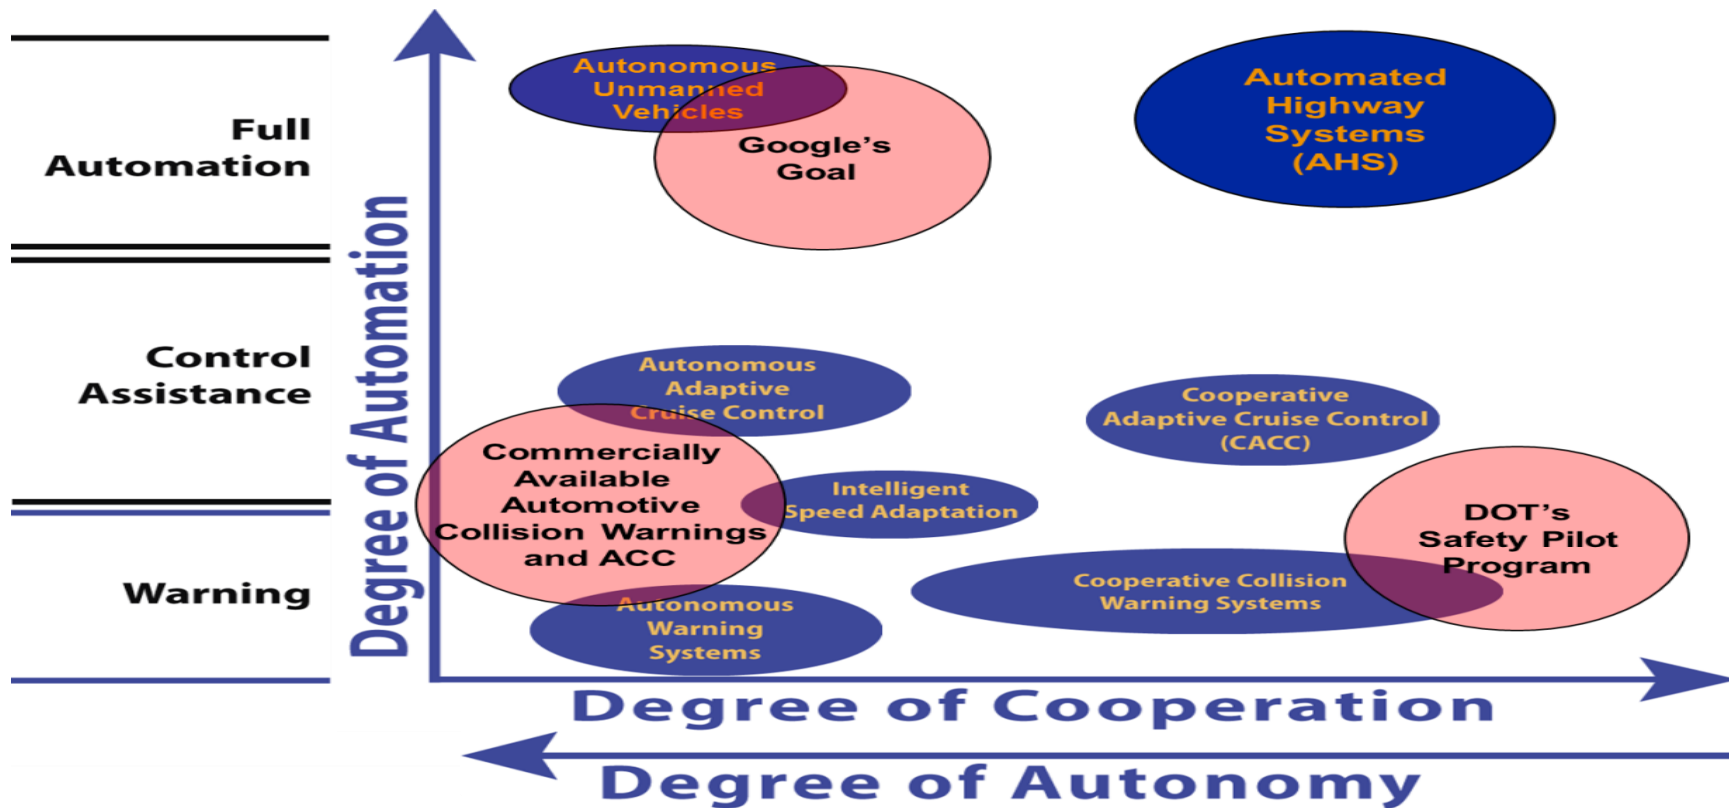 Full
Automation
Control
Assistance
Warning
Degree of Automation
Autonomous
Unmanned
Vehicles
Google's
Goal
Automated
Highway
Systems
(AHS)
Autonomous
Adaptive
Cruise Control
Cooperative
Adaptive Cruise Control
(CACC)
Commercially
Available
Automotive
Collision Warnings
and ACC
Intelligent
Speed Adaptation
DOT's
Safety Pilot
Program
Autonomous
Warning
Systems
Cooperative Collision
Warning Systems
Degree of Cooperation
Degree of Autonomy